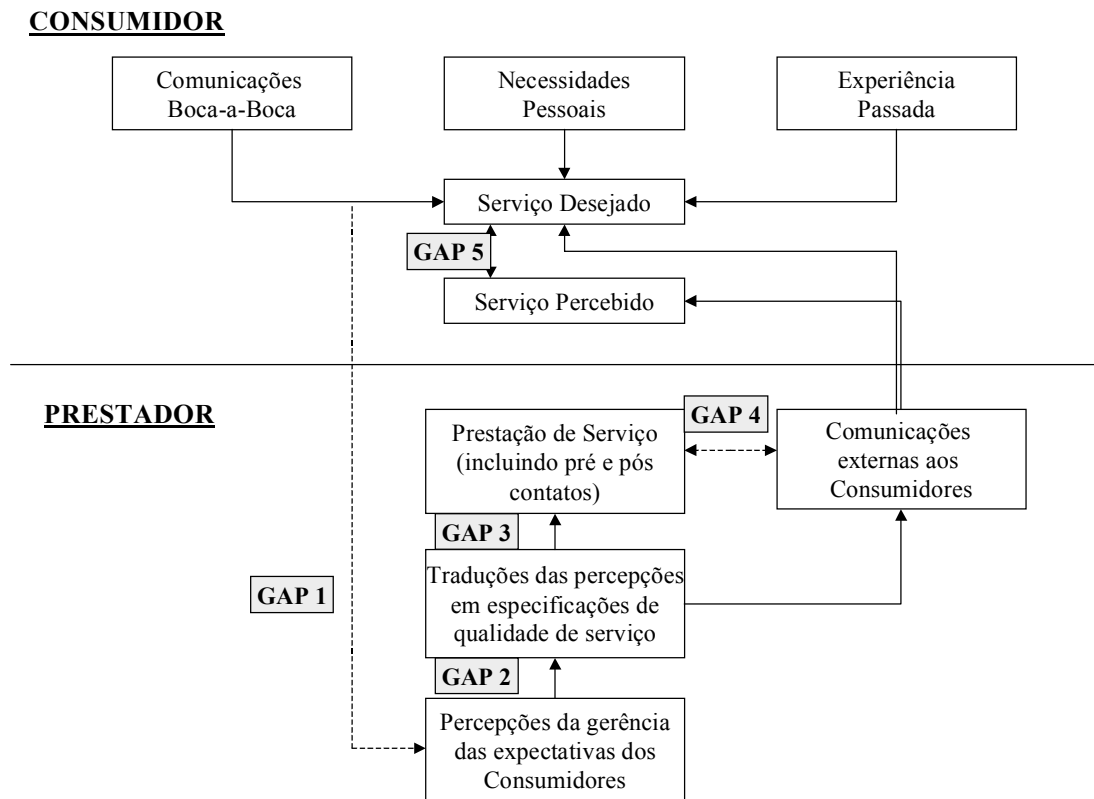 CONSUMIDOR
Comunicações
Boca-a-Boca
Necessidades
Pessoais
Experiência
Passada
Serviço Desejado
GAP 5
Serviço Percebido
PRESTADOR
Prestação de Serviço
(incluindo pré e pós
contatos)
GAP 4
Comunicações
externas aos
Consumidores
GAP 3
Traduções das percepções
em especificações de
qualidade de serviço
GAP 1
GAP 2
Percepções da gerência
das expectativas dos
Consumidores